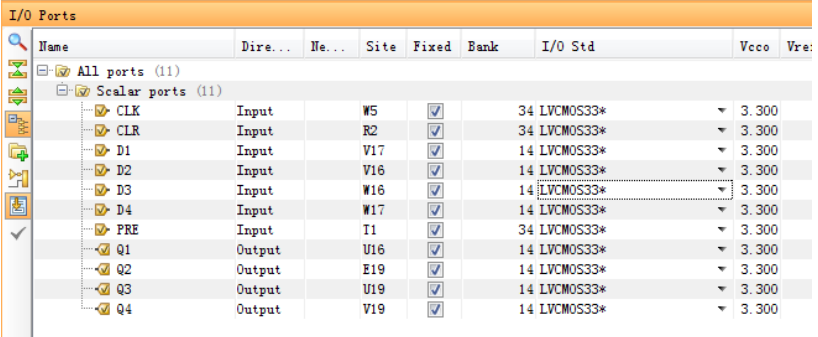 I/O Ports
Name Dire... Ne... Site Fixed Bank I/O Std Vcco Vre
All ports (11)
Scalar ports (11)
CLK Input W5 34 LVCMOS33* 3.300
CLR Input R2 34 LVCMOS33* 3.300
D1 Input V17 14 LVCMOS33* 3.300
D2 Input V16 14 LVCMOS33* 3.300
D3 Input W16 14 LVCMOS33* 3.300
D4 Input W17 14 LVCMOS33* 3.300
PRE Input T1 34 LVCMOS33* 3.300
Q1 Output U16 14 LVCMOS33* 3.300
Q2 Output E19 14 LVCMOS33* 3.300
Q3 Output U19 14 LVCMOS33* 3.300
Q4 Output V19 14 LVCMOS33* 3.300